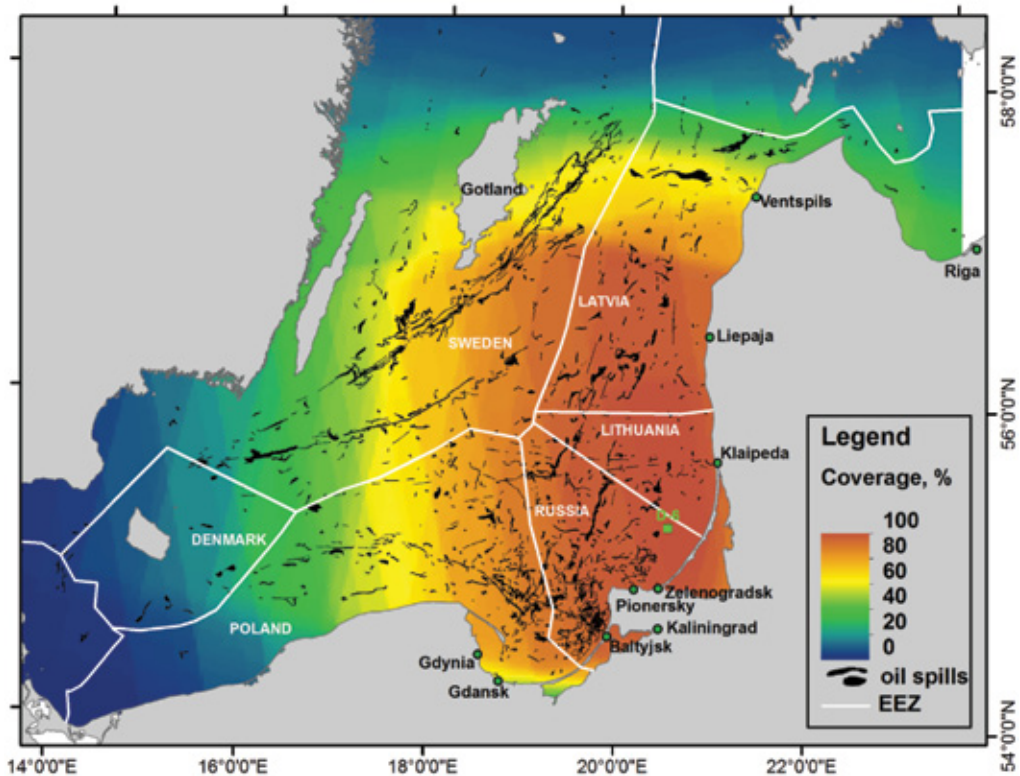 58°0'0"N
Gotland
Ventspils
Riga
LATVIA
Liepaja
SWEDEN
56°0'0"N
LITHUANIA
Klaipeda
Legend
Coverage, %
100
80
60
40
20
0
oil spills
EEZ
RUSSIA
D-6
DENMARK
POLAND
Zelenogradsk
Pionersky
Kaliningrad
Baltyjsk
Gdynia
Gdansk
54°0'0"N
14°0'0"E
16°0'0"E
18°0'0"E
20°0'0"E
22°0'0"E